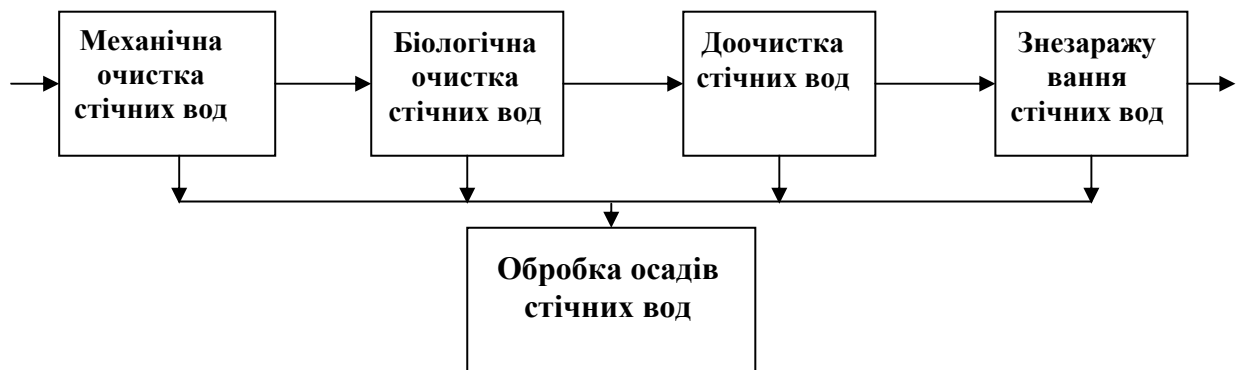 Механічна
очистка
стічних вод
Біологічна
очистка
стічних вод
Доочистка
стічних вод
Знезаражу
вання
стічних вод
Обробка осадів
стічних вод